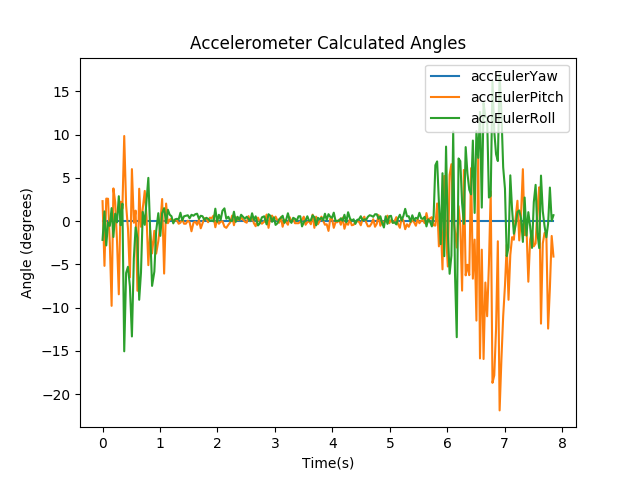 Accelerometer Calculated Angles
accEulerYaw
accEulerPitch
accEulerRoll
Angle (degrees)
15
10
5
0
−5
−10
−15
−20
0 1 2 3 4 5 6 7 8
Time(s)